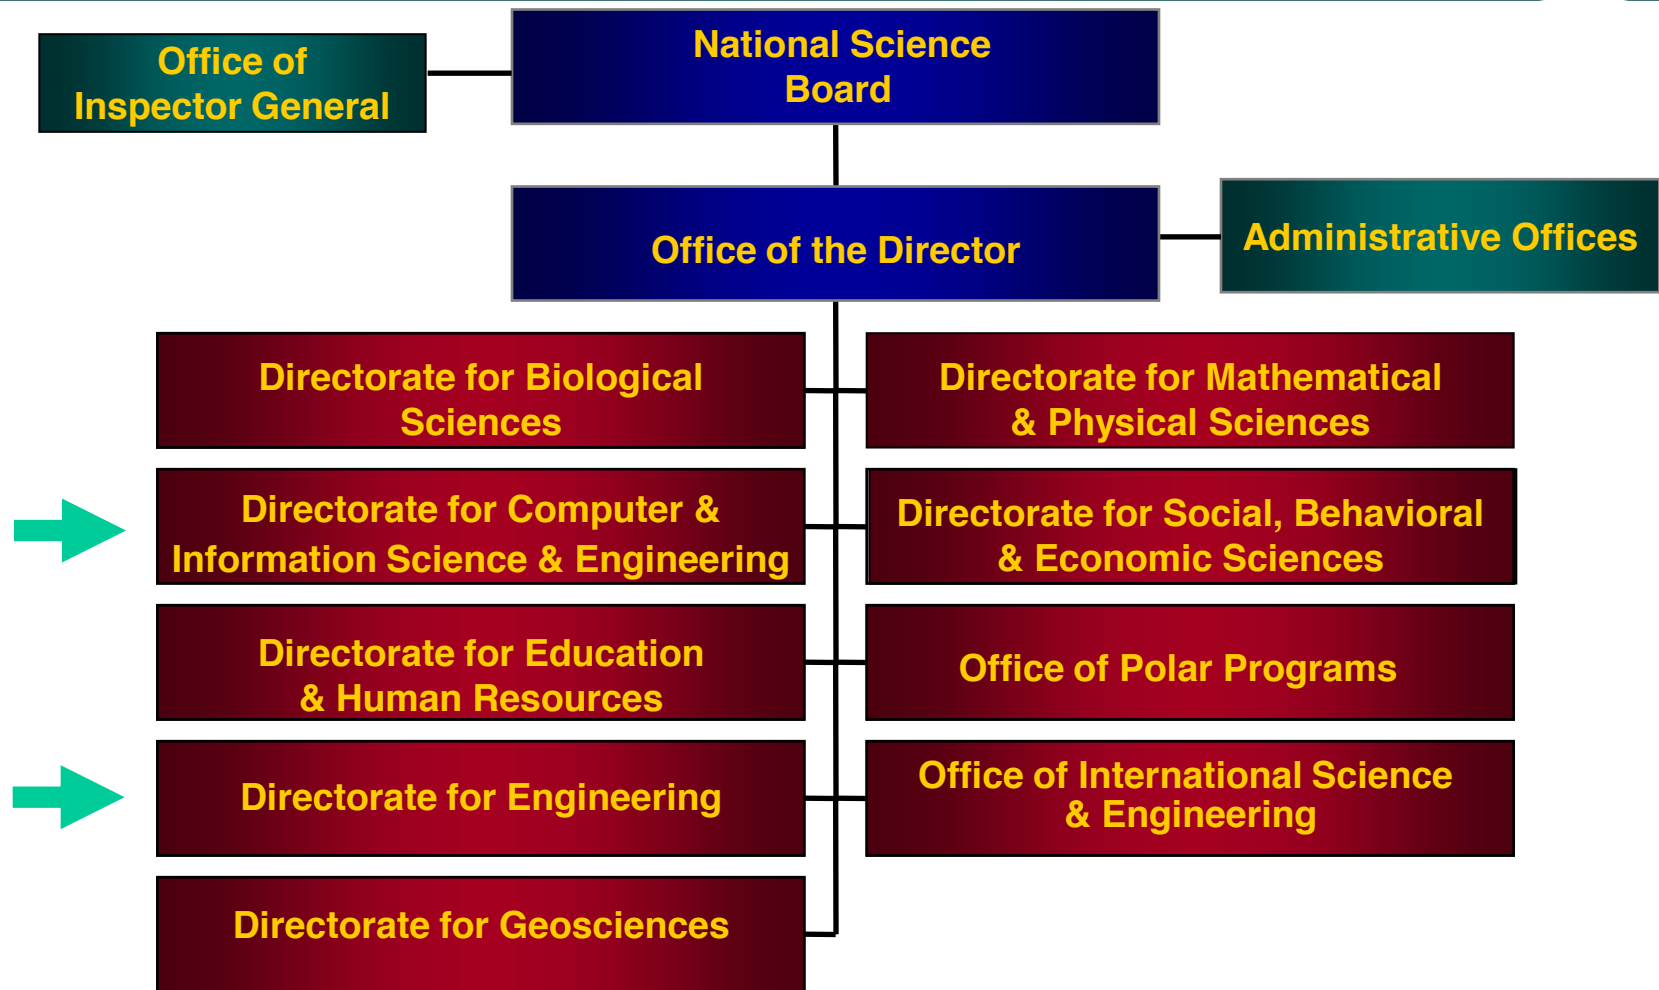 Office of
Inspector General
National Science
Board
Office of the Director
Administrative Offices
Directorate for Biological
Sciences
Directorate for Mathematical
& Physical Sciences
Directorate for Computer &
Information Science & Engineering
Directorate for Social, Behavioral
& Economic Sciences
Directorate for Education
& Human Resources
Office of Polar Programs
Directorate for Engineering
Office of International Science
& Engineering
Directorate for Geosciences